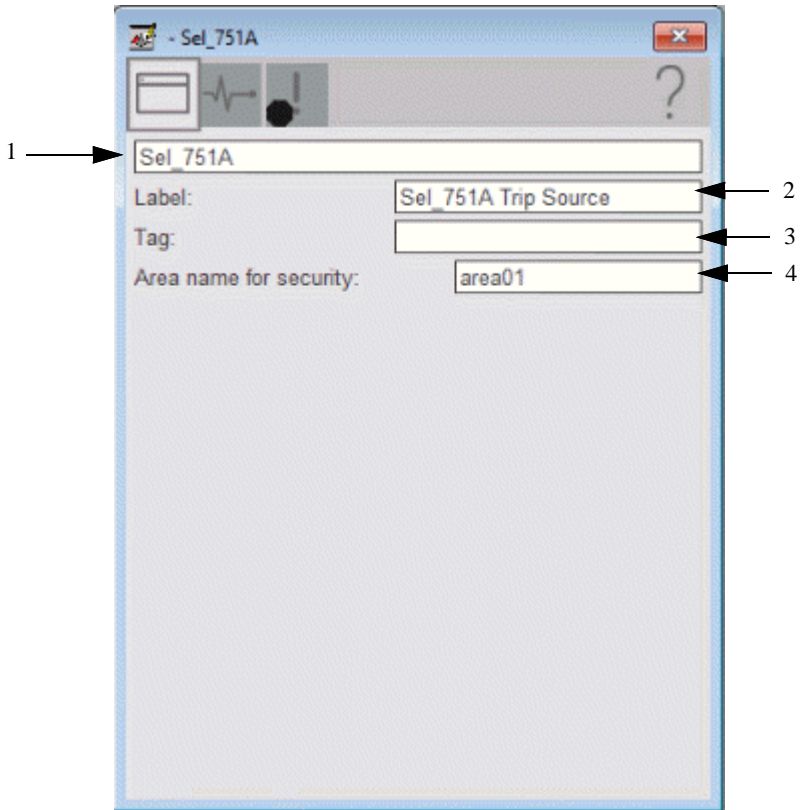 - Sel_751A
?
1
Sel_751A
Label: Sel_751A Trip Source 2
Tag: 3
Area name for security: area01 4